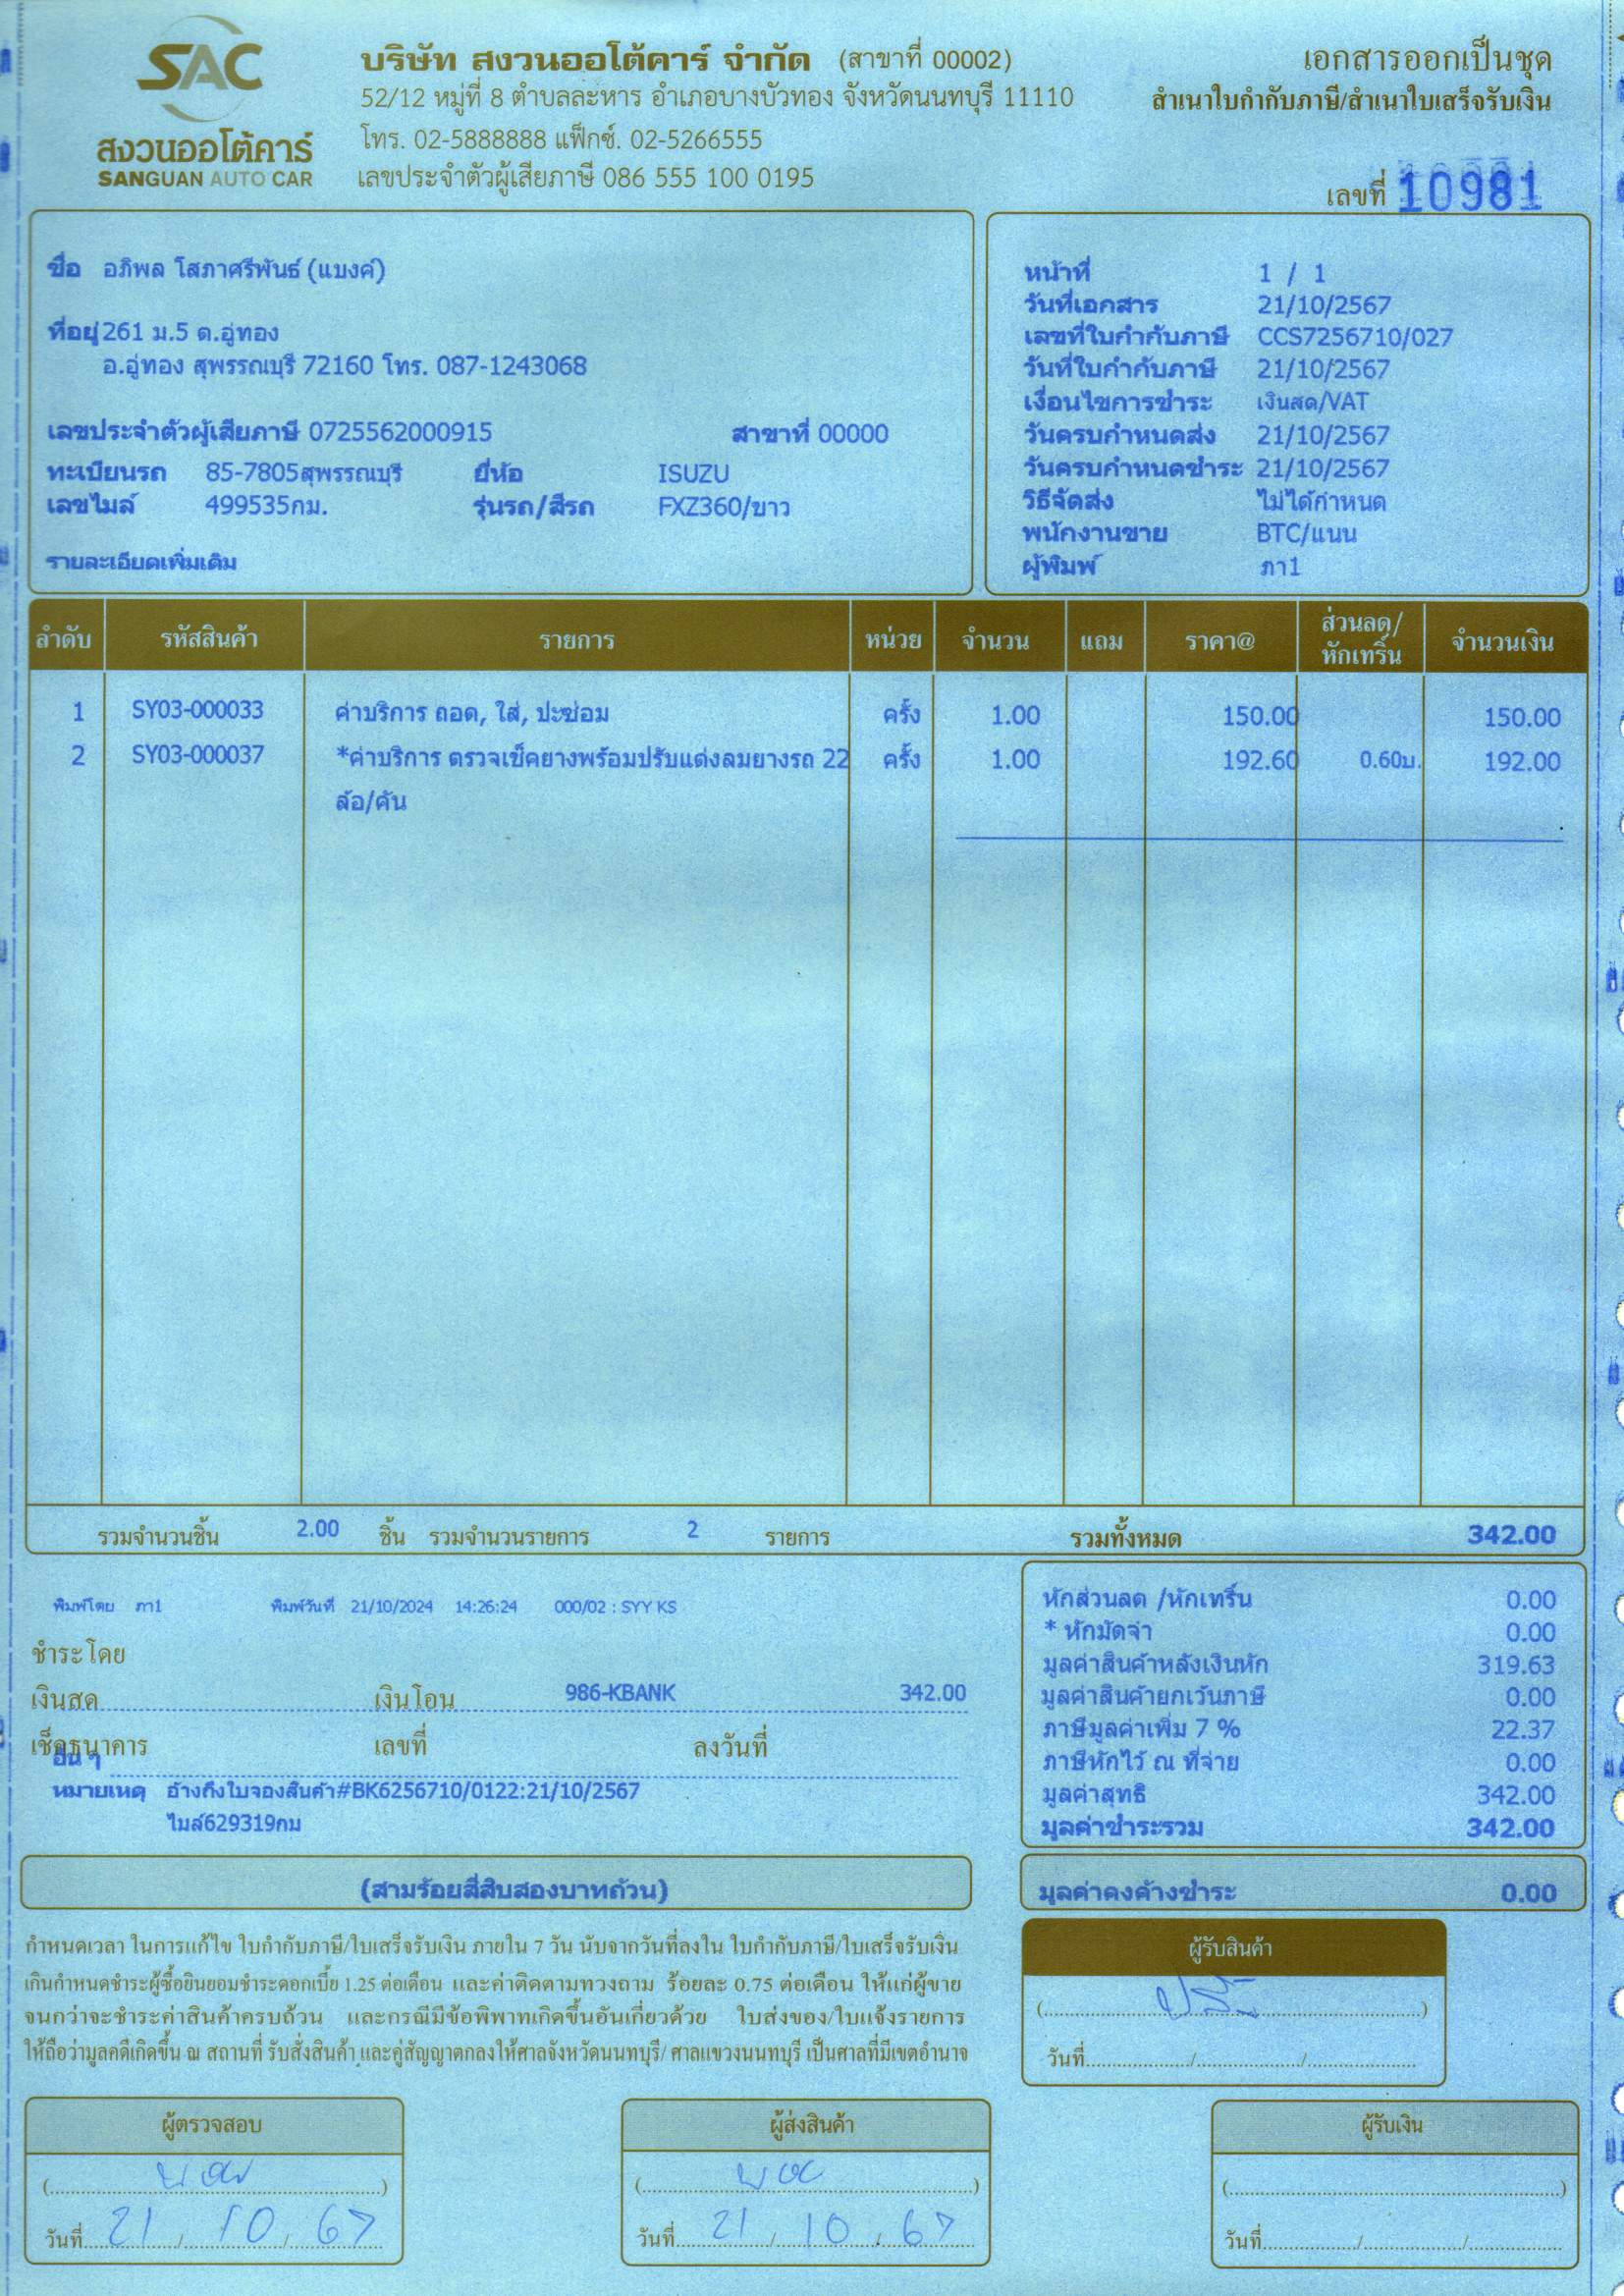 SAC
สงวนออโต้คาร์
SANGUAN AUTO CAR
บริษัท สงวนออโต้คาร์ จำกัด (สาขาที่ 00002)
52/12 หมู่ที่ 8 ตำบลละหาร อำเภอบางบัวทอง จังหวัดนนทบุรี 11110
โทร. 02-5888888 แฟ็กซ์. 02-5266555
เลขประจำตัวผู้เสียภาษี 086 555 100 0195
เอกสารออกเป็นชุด
สำเนาใบกำกับภาษี/สำเนาใบเสร็จรับเงิน
เลขที่ 10981
ชื่อ อภิพล โสภาศรีพันธ์ (แบงค์)
ที่อยู่ 261 ม.5 ต.อู่ทอง
อ.อู่ทอง สุพรรณบุรี 72160 โทร. 087-1243068
เลขประจำตัวผู้เสียภาษี 0725562000915 สาขาที่ 00000
ทะเบียนรถ 85-7805สุพรรณบุรี ยี่ห้อ ISUZU
เลขไมล์ 499535กม. รุ่นรถ/สีรถ FXZ360/ขาว
รายละเอียดเพิ่มเติม
หน้าที่ 1 / 1
วันที่เอกสาร 21/10/2567
เลขที่ใบกำกับภาษี CCS7256710/027
วันที่ใบกำกับภาษี 21/10/2567
เงื่อนไขการชำระ เงินสด/VAT
วันครบกำหนดส่ง 21/10/2567
วันครบกำหนดชำระ 21/10/2567
วิธีจัดส่ง ไม่ได้กำหนด
พนักงานขาย BTC/แนน
ผู้พิมพ์ ภา1
ลำดับ รหัสสินค้า รายการ หน่วย จำนวน แถม ราคา@ ส่วนลด/หักเทริ์น จำนวนเงิน
1 SY03-000033 ค่าบริการ ถอด, ใส่, ปะซ่อม ครั้ง 1.00 150.00 150.00
2 SY03-000037 *ค่าบริการ ตรวจเช็คยางพร้อมปรับแต่งลมยางรถ 22 ครั้ง 1.00 192.60 0.60บ. 192.00
ล้อ/คัน
รวมจำนวนชิ้น 2.00 ชิ้น รวมจำนวนรายการ 2 รายการ รวมทั้งหมด 342.00
พิมพ์โดย ภา1 พิมพ์วันที่ 21/10/2024 14:26:24 000/02 : SYY KS
ชำระโดย
เงินสด เงินโอน 986-KBANK 342.00
เช็คธนาคาร เลขที่ ลงวันที่
อื่น ๆ
หมายเหตุ อ้างถึงใบจองสินค้า#BK6256710/0122:21/10/2567
ไมล์629319กม
หักส่วนลด /หักเทริ์น 0.00
* หักมัดจำ 0.00
มูลค่าสินค้าหลังเงินหัก 319.63
มูลค่าสินค้ายกเว้นภาษี 0.00
ภาษีมูลค่าเพิ่ม 7 % 22.37
ภาษีหักไว้ ณ ที่จ่าย 0.00
มูลค่าสุทธิ 342.00
มูลค่าชำระรวม 342.00
(สามร้อยสี่สิบสองบาทถ้วน)
มูลค่าคงค้างชำระ 0.00
กำหนดเวลา ในการแก้ไข ใบกำกับภาษี/ใบเสร็จรับเงิน ภายใน 7 วัน นับจากวันที่ลงใน ใบกำกับภาษี/ใบเสร็จรับเงิน
เกินกำหนดชำระผู้ซื้อยินยอมชำระดอกเบี้ย 1.25 ต่อเดือน และค่าติดตามทวงถาม ร้อยละ 0.75 ต่อเดือน ให้แก่ผู้ขาย
จนกว่าจะชำระค่าสินค้าครบถ้วน และกรณีมีข้อพิพาทเกิดขึ้นอันเกี่ยวด้วย ใบส่งของ/ใบแจ้งรายการ
ให้ถือว่ามูลคดีเกิดขึ้น ณ สถานที่ รับสั่งสินค้า และคู่สัญญาตกลงให้ศาลจังหวัดนนทบุรี/ ศาลแขวงนนทบุรี เป็นศาลที่มีเขตอำนาจ
ผู้รับสินค้า
วันที่ / /
ผู้ตรวจสอบ ผู้ส่งสินค้า ผู้รับเงิน
วันที่ 21 / 10 / 67 วันที่ 21 / 10 / 67 วันที่ / /